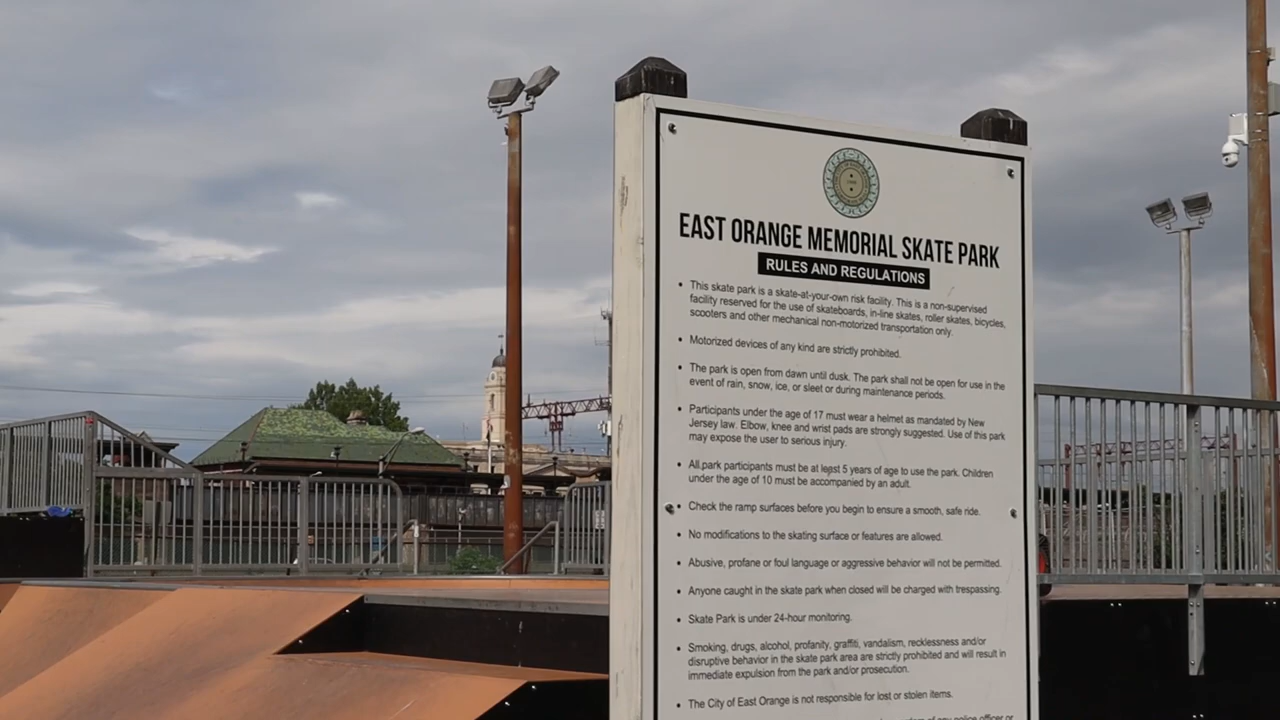 EAST ORANGE MEMORIAL SKATE PARK
RULES AND REGULATIONS
• This skate park is a skate-at-your-own risk facility. This is a non-supervised
facility reserved for the use of skateboards, in-line skates, roller skates, bicycles,
scooters and other mechanical non-motorized transportation only.
• Motorized devices of any kind are strictly prohibited.
• The park is open from dawn until dusk. The park shall not be open for use in the
event of rain, snow, ice, or sleet or during maintenance periods.
• Participants under the age of 17 must wear a helmet as mandated by New
Jersey law. Elbow, knee and wrist pads are strongly suggested. Use of this park
may expose the user to serious injury.
• All park participants must be at least 5 years of age to use the park. Children
under the age of 10 must be accompanied by an adult.
• Check the ramp surfaces before you begin to ensure a smooth, safe ride.
• No modifications to the skating surface or features are allowed.
• Abusive, profane or foul language or aggressive behavior will not be permitted.
• Anyone caught in the skate park when closed will be charged with trespassing.
• Skate Park is under 24-hour monitoring.
• Smoking, drugs, alcohol, profanity, graffiti, vandalism, recklessness and/or
disruptive behavior in the skate park area are strictly prohibited and will result in
immediate expulsion from the park and/or prosecution.
• The City of East Orange is not responsible for lost or stolen items.
of any police officer or